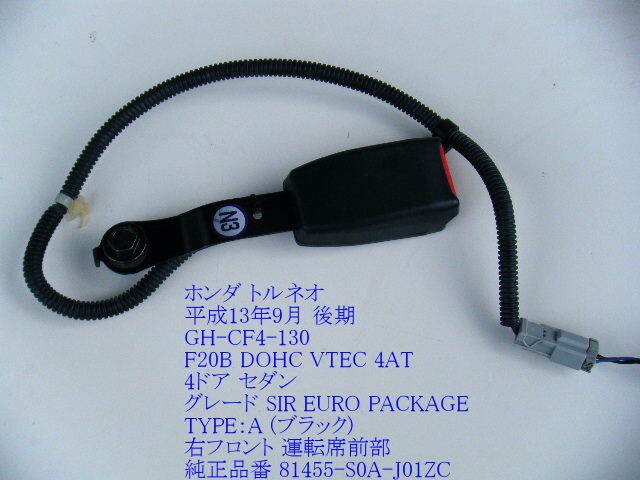 N3
ホンダ トルネオ
平成13年9月 後期
GH-CF4-130
F20B DOHC VTEC 4AT
4ドア セダン
グレード SIR EURO PACKAGE
TYPE:A (ブラック)
右フロント 運転席前部
純正品番 81455-S0A-J01ZC